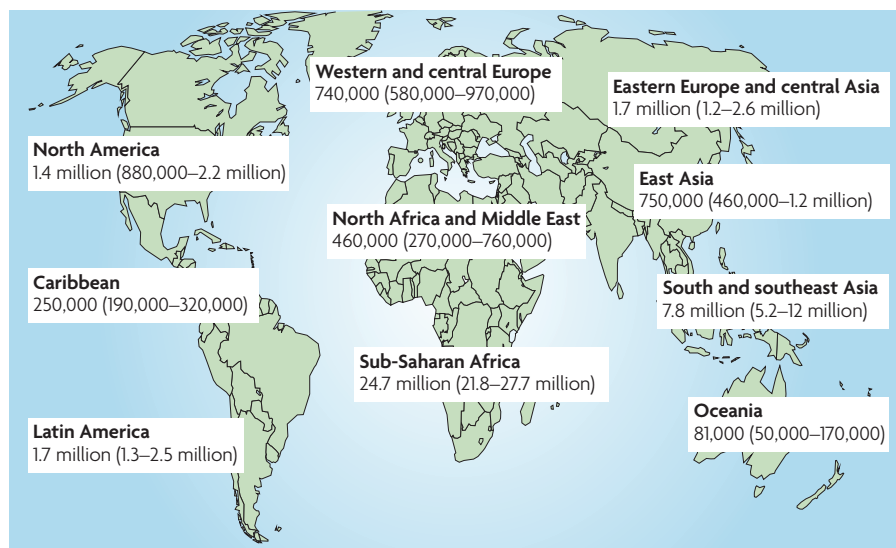 Western and central Europe
740,000 (580,000–970,000)
Eastern Europe and central Asia
1.7 million (1.2–2.6 million)
North America
1.4 million (880,000–2.2 million)
East Asia
750,000 (460,000–1.2 million)
North Africa and Middle East
460,000 (270,000–760,000)
Caribbean
250,000 (190,000–320,000)
South and southeast Asia
7.8 million (5.2–12 million)
Sub-Saharan Africa
24.7 million (21.8–27.7 million)
Oceania
81,000 (50,000–170,000)
Latin America
1.7 million (1.3–2.5 million)